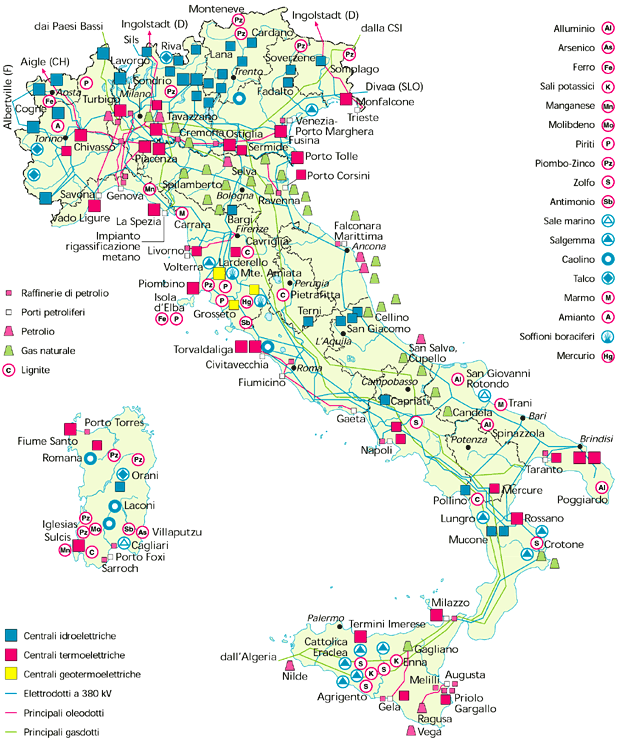 Monteneve
Ingolstadt (D)
Ingolstadt (D)
dai Paesi Bassi
Cardano
dalla CSI
Sils
Riva
Lana
Soverzene
Lavorgo
Aigle (CH)
Sondrio
Trento
Somplago
Albertville (F)
Aosta
Turbigo
Milano
Fadalto
Divača (SLO)
Monfalcone
Cogne
Tavazzano
Trieste
Venezia-
Porto Marghera
Torino
Cremona
Ostiglia
Fusina
Chivasso
Sermide
Piacenza
Porto Tolle
Selva
Porto Corsini
Spilamberto
Savona
Genova
Bologna
Ravenna
Vado Ligure
La Spezia
Carrara
Bargi
Firenze
Falconara
Marittima
Impianto
rigassificazione
metano
Livorno
Cavriglia
Ancona
Volterra
Larderello
Mte. Amiata
Piombino
Perugia
Pietrafitta
Isola
d'Elba
Grosseto
Terni
Cellino
San Giacomo
Torvaldaliga
L'Aquila
San Salvo,
Cupello
Civitavecchia
Roma
Fiumicino
Campobasso
San Giovanni
Rotondo
Capriati
Trani
Gaeta
Candela
Bari
Spinazzola
Napoli
Potenza
Brindisi
Taranto
Mercure
Poggiardo
Pollino
Rossano
Lungro
Mucone
Crotone
Porto Torres
Fiume Santo
Romana
Orani
Laconi
Iglesias
Sulcis
Villaputzu
Cagliari
Porto Foxi
Sarroch
Milazzo
Palermo
Termini Imerese
Cattolica
Eraclea
Gagliano
dall'Algeria
Enna
Nilde
Agrigento
Melilli
Augusta
Gela
Priolo
Gargallo
Ragusa
Vega
Alluminio Al
Arsenico As
Ferro Fe
Sali potassici K
Manganese Mn
Molibdeno Mo
Piriti P
Piombo-Zinco Pz
Zolfo S
Antimonio Sb
Sale marino
Salgemma
Caolino
Talco
Marmo M
Amianto A
Soffioni boraciferi
Mercurio Hg
Raffinerie di petrolio
Porti petroliferi
Petrolio
Gas naturale
C Lignite
Centrali idroelettriche
Centrali termoelettriche
Centrali geotermoelettriche
Elettrodotti a 380 kV
Principali oleodotti
Principali gasdotti